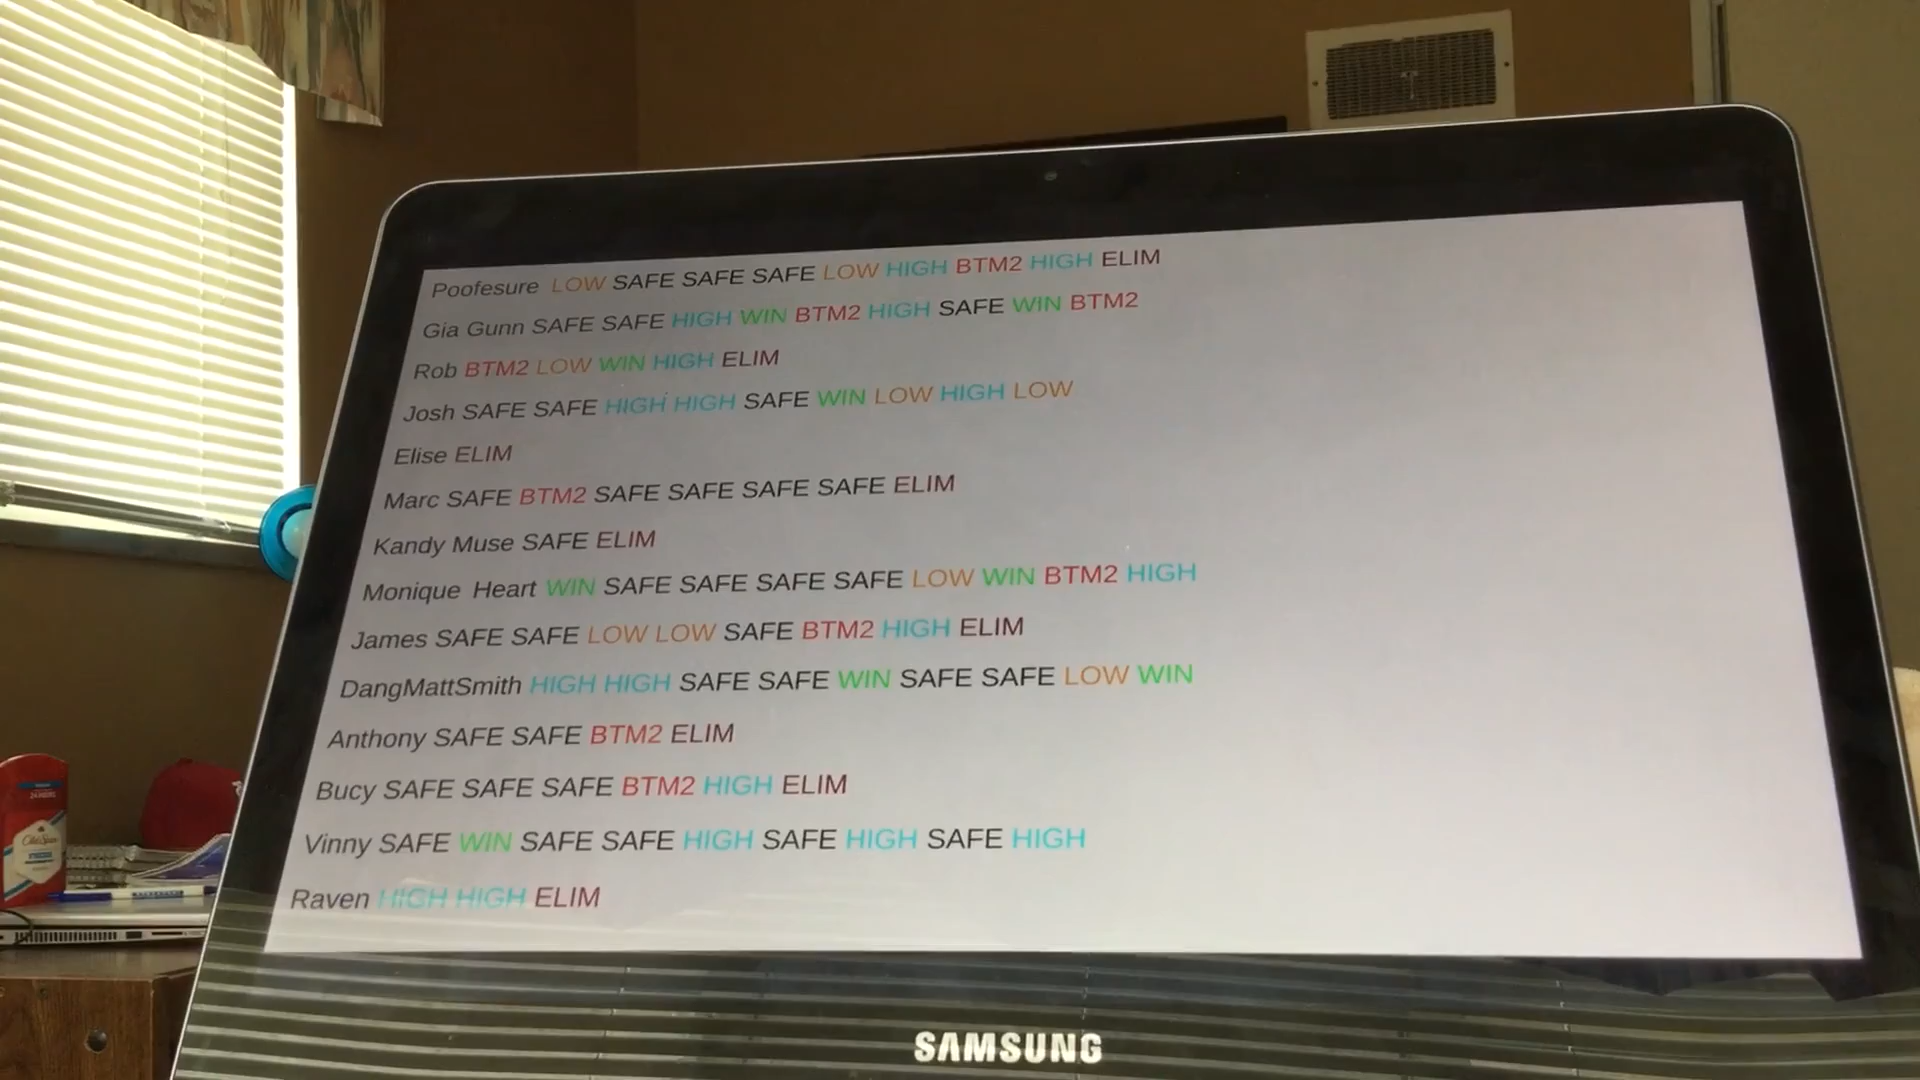 Poofesure LOW SAFE SAFE SAFE LOW HIGH BTM2 HIGH ELIM
Gia Gunn SAFE SAFE HIGH WIN BTM2 HIGH SAFE WIN BTM2
Rob BTM2 LOW WIN HIGH ELIM
Josh SAFE SAFE HIGH HIGH SAFE WIN LOW HIGH LOW
Elise ELIM
Marc SAFE BTM2 SAFE SAFE SAFE SAFE ELIM
Kandy Muse SAFE ELIM
Monique Heart WIN SAFE SAFE SAFE SAFE LOW WIN BTM2 HIGH
James SAFE SAFE LOW LOW SAFE BTM2 HIGH ELIM
DangMattSmith HIGH HIGH SAFE SAFE WIN SAFE SAFE LOW WIN
Anthony SAFE SAFE BTM2 ELIM
Bucy SAFE SAFE SAFE BTM2 HIGH ELIM
Vinny SAFE WIN SAFE SAFE HIGH SAFE HIGH SAFE HIGH
Raven HIGH HIGH ELIM
Old Spice
SAMSUNG